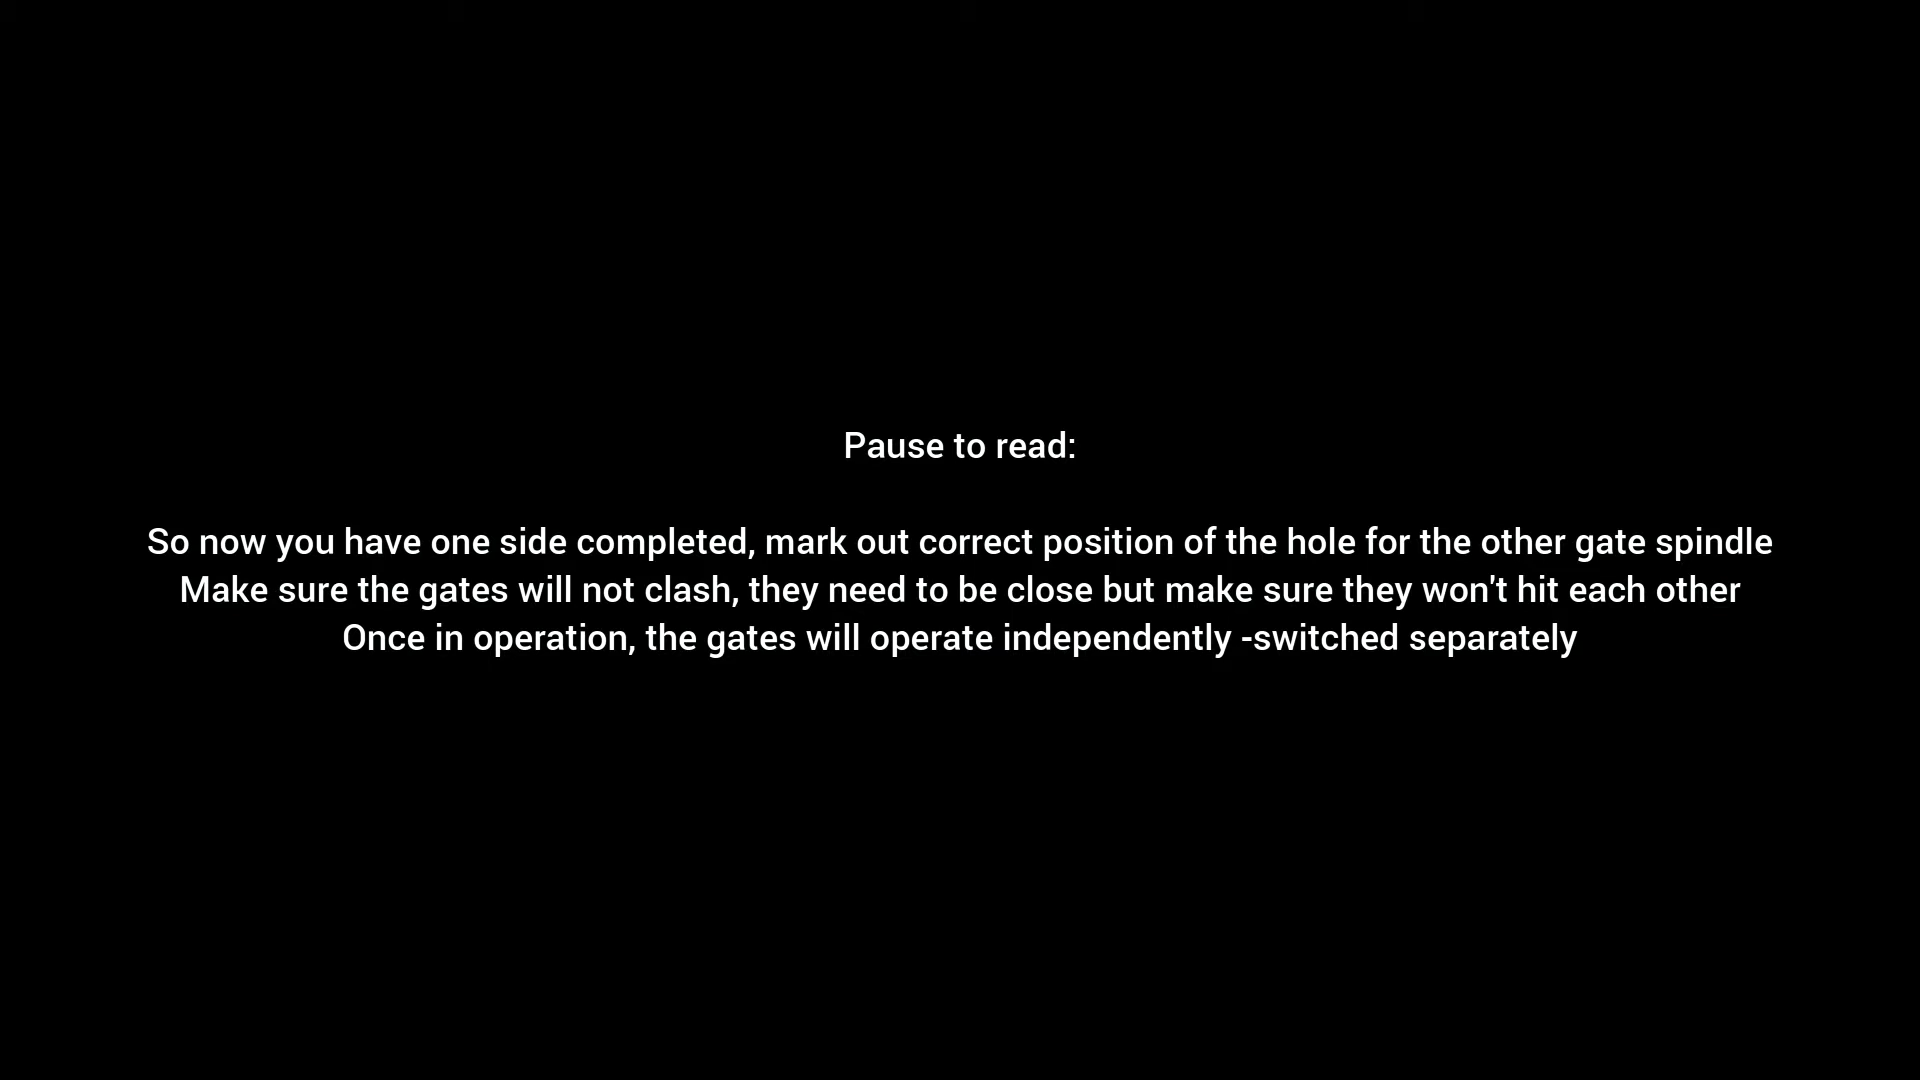 Pause to read:
So now you have one side completed, mark out correct position of the hole for the other gate spindle
Make sure the gates will not clash, they need to be close but make sure they won't hit each other
Once in operation, the gates will operate independently -switched separately